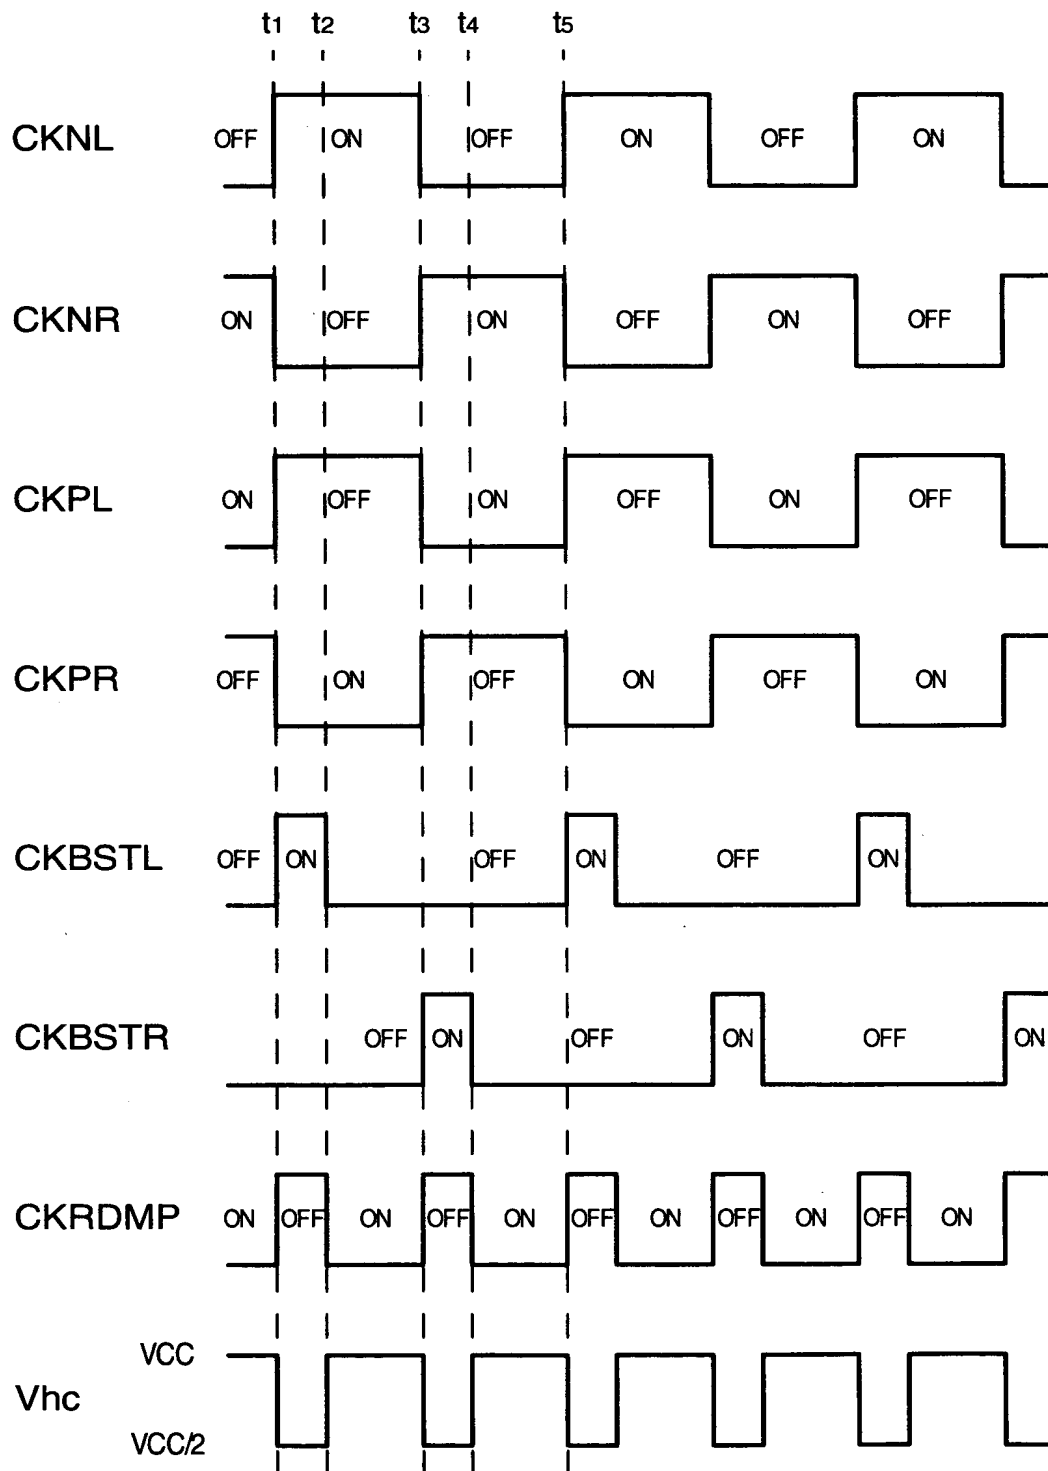 t1 t2 t3 t4 t5
CKNL OFF ON OFF ON OFF ON
CKNR ON OFF ON OFF ON OFF
CKPL ON OFF ON OFF ON OFF
CKPR OFF ON OFF ON OFF ON
CKBSTL OFF ON OFF ON OFF ON
CKBSTR OFF ON OFF ON OFF ON
CKRDMP ON OFF ON OFF ON OFF ON OFF ON OFF ON
VCC
Vhc
VCC/2